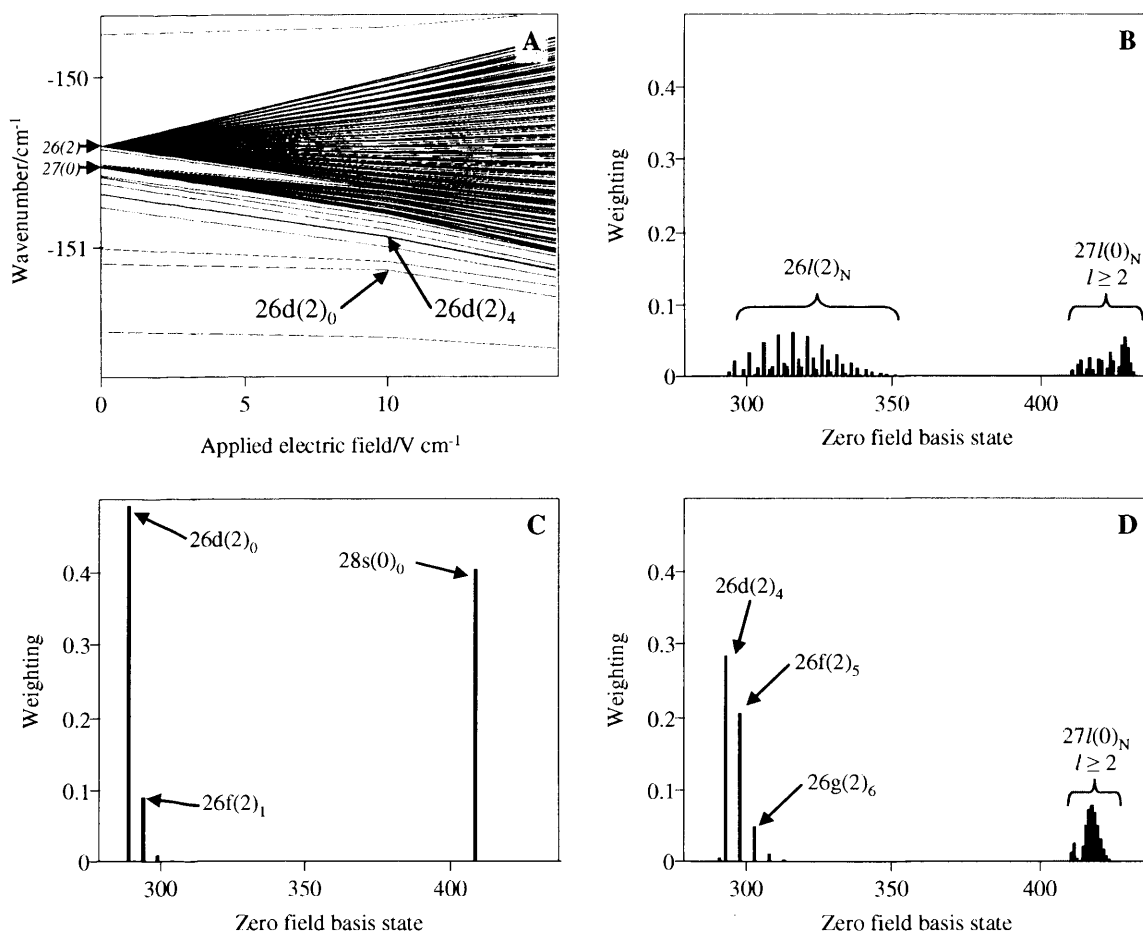 A
Wavenumber/cm⁻¹
-150
26(2)
27(0)
-151
26d(2)₀
26d(2)₄
0
5
10
Applied electric field/V cm⁻¹
B
Weighting
0.4
0.3
0.2
0.1
0
26l(2)N
27l(0)N
l ≥ 2
300
350
400
Zero field basis state
C
Weighting
0.4
0.3
0.2
0.1
0
26d(2)₀
28s(0)₀
26f(2)₁
300
350
400
Zero field basis state
D
Weighting
0.4
0.3
0.2
0.1
0
26d(2)₄
26f(2)₅
26g(2)₆
27l(0)N
l ≥ 2
300
350
400
Zero field basis state